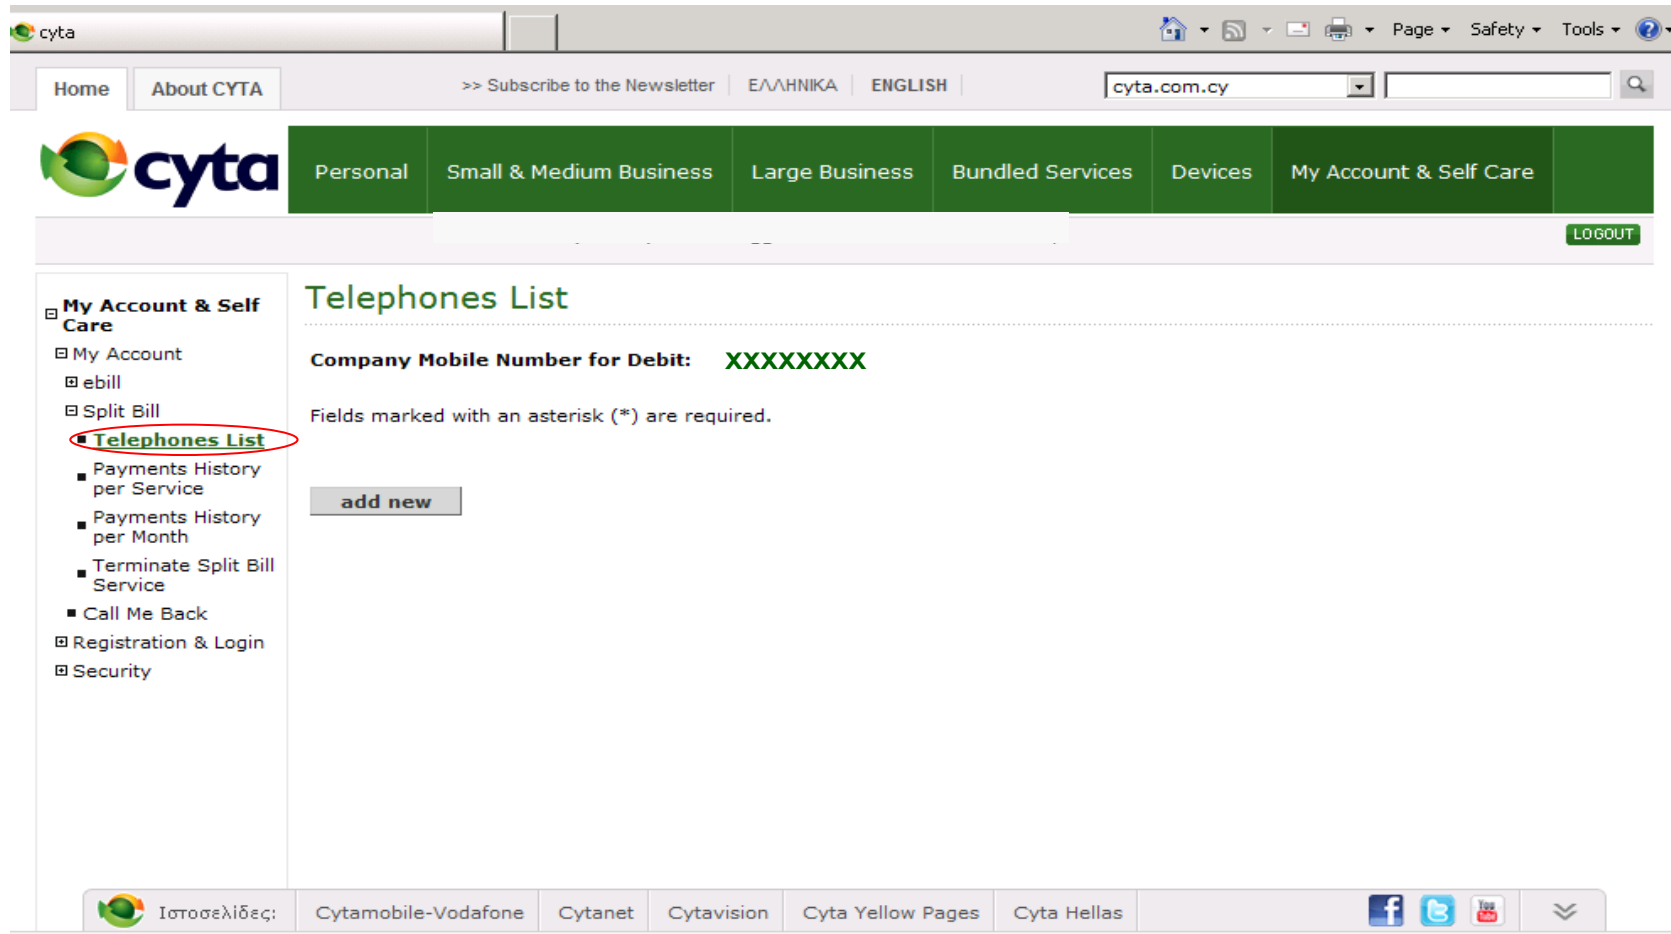 cyta
Page Safety Tools
Home About CYTA >> Subscribe to the Newsletter ΕΛΛΗΝΙΚΑ ENGLISH cyta.com.cy
cyta Personal Small & Medium Business Large Business Bundled Services Devices My Account & Self Care
LOGOUT
My Account & Self
Care
My Account
ebill
Split Bill
Telephones List
Payments History
per Service
Payments History
per Month
Terminate Split Bill
Service
Call Me Back
Registration & Login
Security
Telephones List
Company Mobile Number for Debit: XXXXXXXX
Fields marked with an asterisk (*) are required.
add new
Ιστοσελίδες: Cytamobile-Vodafone Cytanet Cytavision Cyta Yellow Pages Cyta Hellas
You
Tube